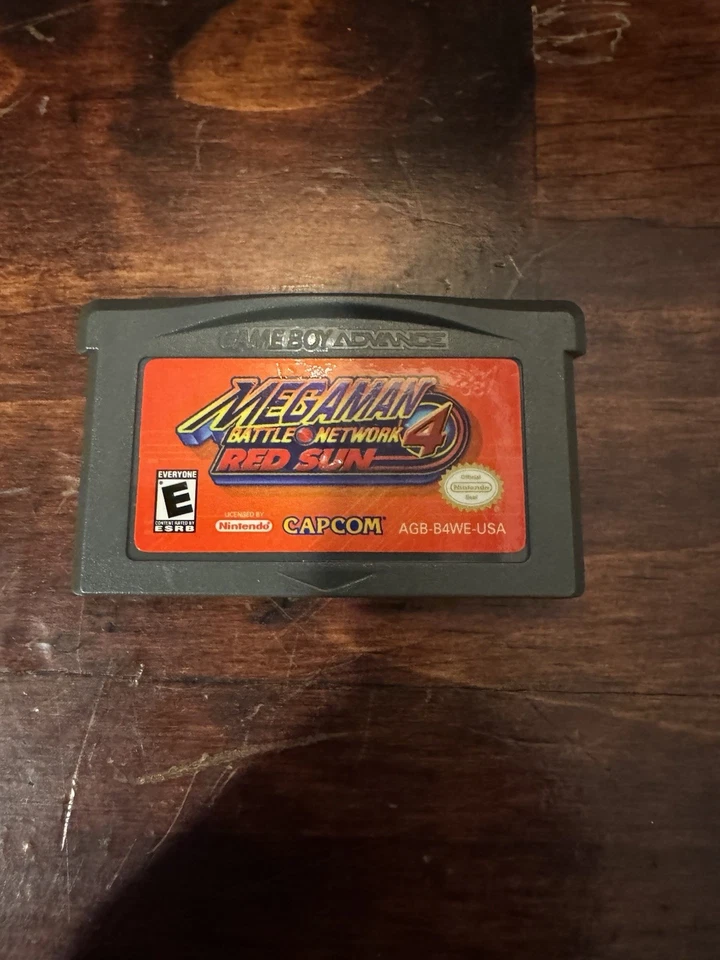 GAME BOY ADVANCE
MEGAMAN
BATTLE NETWORK 4
RED SUN
EVERYONE
E
CONTENT RATED BY
ESRB
LICENSED BY
Nintendo
CAPCOM
Official
Nintendo
Seal
AGB-B4WE-USA